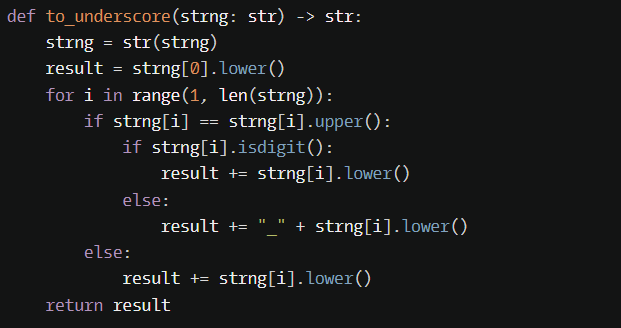 def to_underscore(strng: str) -> str:
    strng = str(strng)
    result = strng[0].lower()
    for i in range(1, len(strng)):
        if strng[i] == strng[i].upper():
            if strng[i].isdigit():
                result += strng[i].lower()
            else:
                result += "_" + strng[i].lower()
        else:
            result += strng[i].lower()
    return result